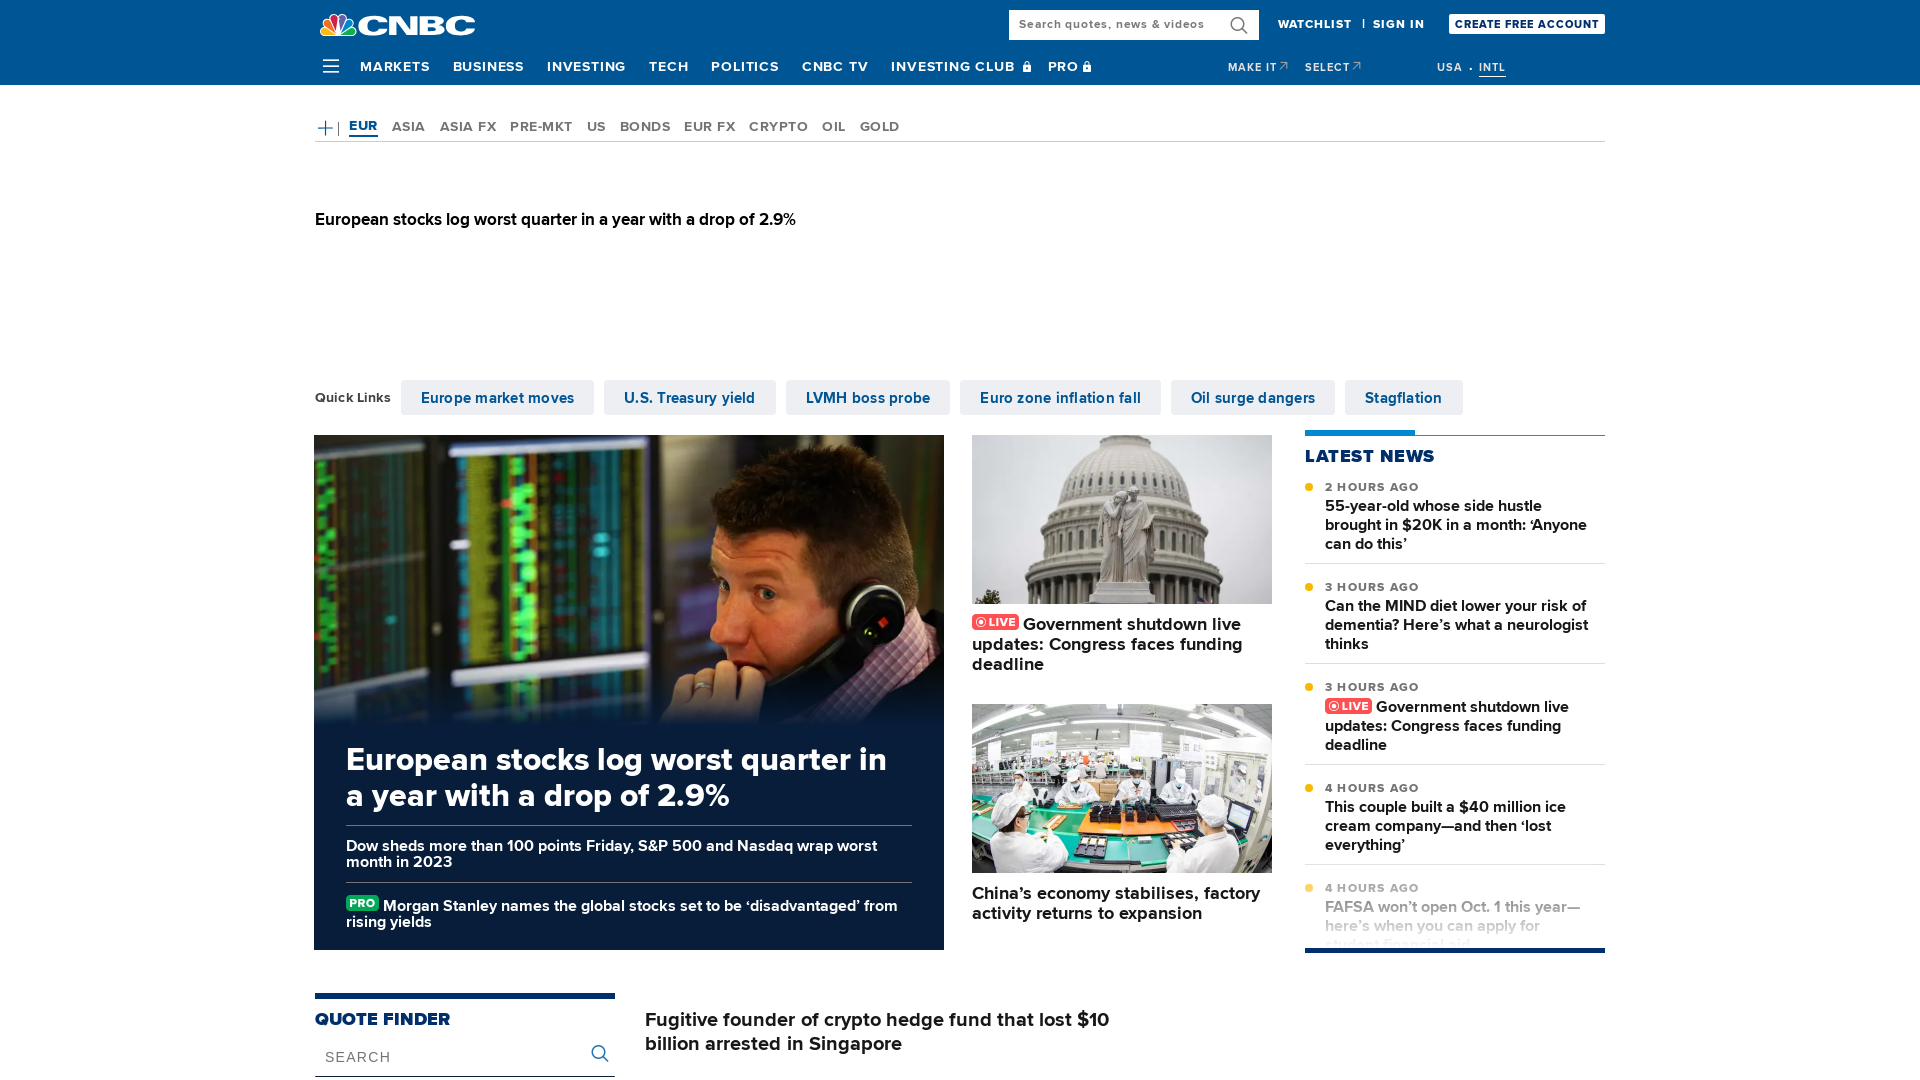 CNBC
Search quotes, news & videos
WATCHLIST | SIGN IN
CREATE FREE ACCOUNT
MARKETS BUSINESS INVESTING TECH POLITICS CNBC TV INVESTING CLUB PRO
MAKE IT SELECT
USA • INTL
EUR ASIA ASIA FX PRE-MKT US BONDS EUR FX CRYPTO OIL GOLD
European stocks log worst quarter in a year with a drop of 2.9%
Quick Links Europe market moves U.S. Treasury yield LVMH boss probe Euro zone inflation fall Oil surge dangers Stagflation
European stocks log worst quarter in
a year with a drop of 2.9%
Dow sheds more than 100 points Friday, S&P 500 and Nasdaq wrap worst
month in 2023
PRO Morgan Stanley names the global stocks set to be ‘disadvantaged’ from
rising yields
LIVE Government shutdown live
updates: Congress faces funding
deadline
China’s economy stabilises, factory
activity returns to expansion
LATEST NEWS
2 HOURS AGO
55-year-old whose side hustle
brought in $20K in a month: ‘Anyone
can do this’
3 HOURS AGO
Can the MIND diet lower your risk of
dementia? Here’s what a neurologist
thinks
3 HOURS AGO
LIVE Government shutdown live
updates: Congress faces funding
deadline
4 HOURS AGO
This couple built a $40 million ice
cream company—and then ‘lost
everything’
4 HOURS AGO
FAFSA won’t open Oct. 1 this year—
here’s when you can apply for
student financial aid
QUOTE FINDER
SEARCH
Fugitive founder of crypto hedge fund that lost $10
billion arrested in Singapore